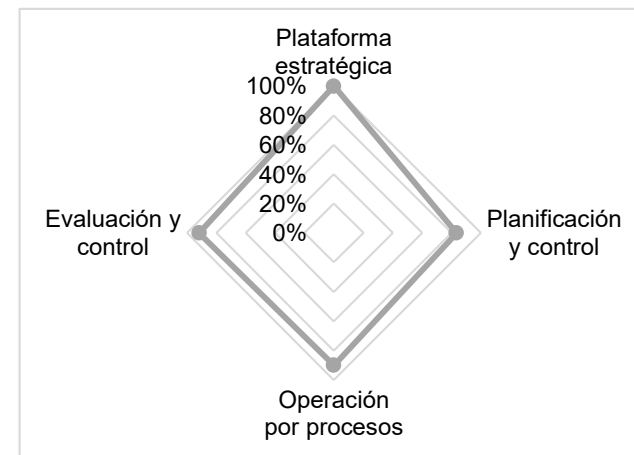 Plataforma
estratégica
100%
80%
60%
40%
20%
0%
Evaluación y
control
Planificación
y control
Operación
por procesos